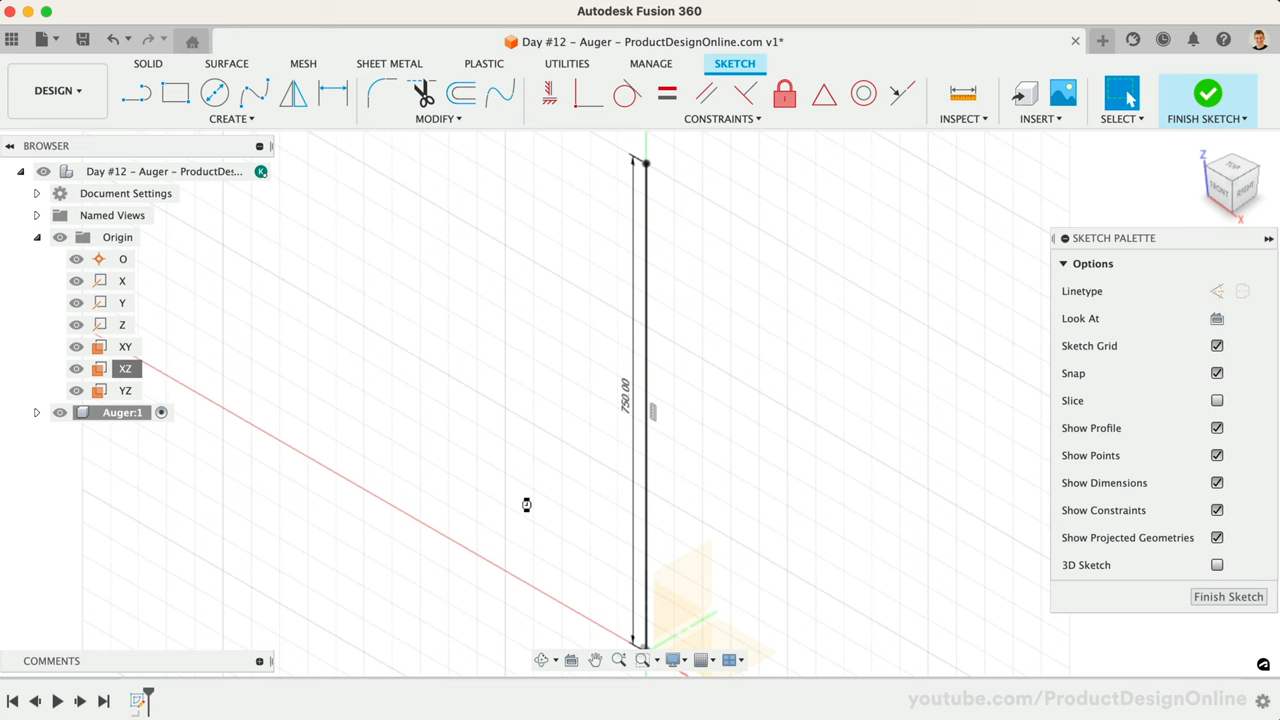 Autodesk Fusion 360
Day #12 - Auger - ProductDesignOnline.com v1*
SOLID SURFACE MESH SHEET METAL PLASTIC UTILITIES MANAGE SKETCH
DESIGN
CREATE MODIFY CONSTRAINTS INSPECT INSERT SELECT FINISH SKETCH
BROWSER
Day #12 - Auger - ProductDes...
K
Document Settings
Named Views
Origin
O
X
Y
Z
XY
XZ
YZ
Auger:1
750.00
Z
TOP
FRONT
RIGHT
X
SKETCH PALETTE
Options
Linetype
Look At
Sketch Grid
Snap
Slice
Show Profile
Show Points
Show Dimensions
Show Constraints
Show Projected Geometries
3D Sketch
Finish Sketch
COMMENTS
youtube.com/ProductDesignOnline